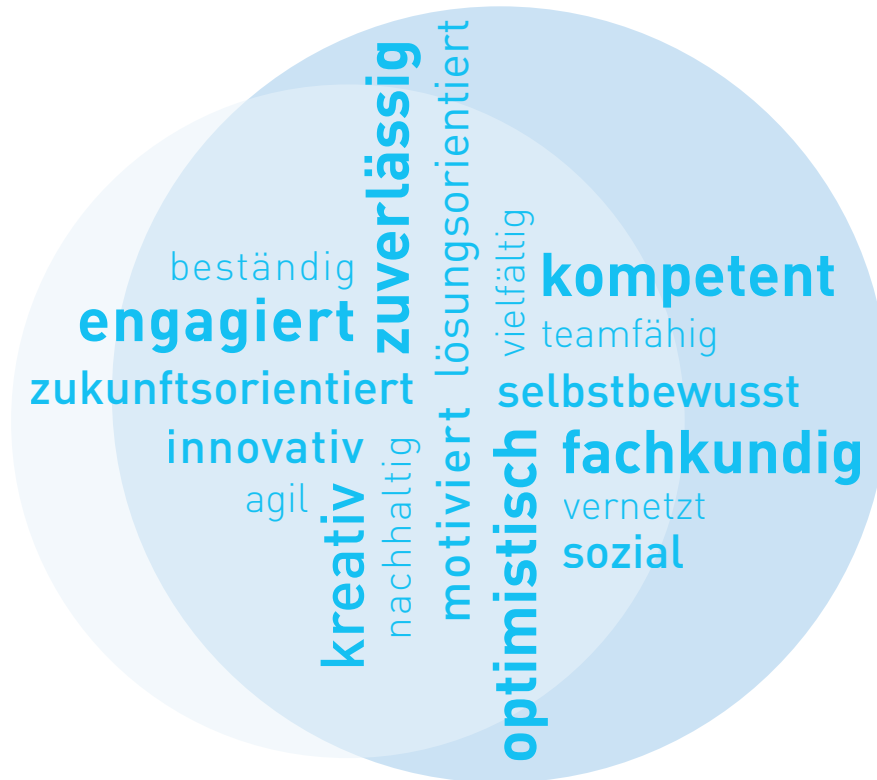 zuverlässig
lösungsorientiert
vielfältig
beständig
kompetent
engagiert
teamfähig
zukunftsorientiert
selbstbewusst
innovativ
fachkundig
agil
kreativ
nachhaltig
motiviert
optimistisch
vernetzt
sozial